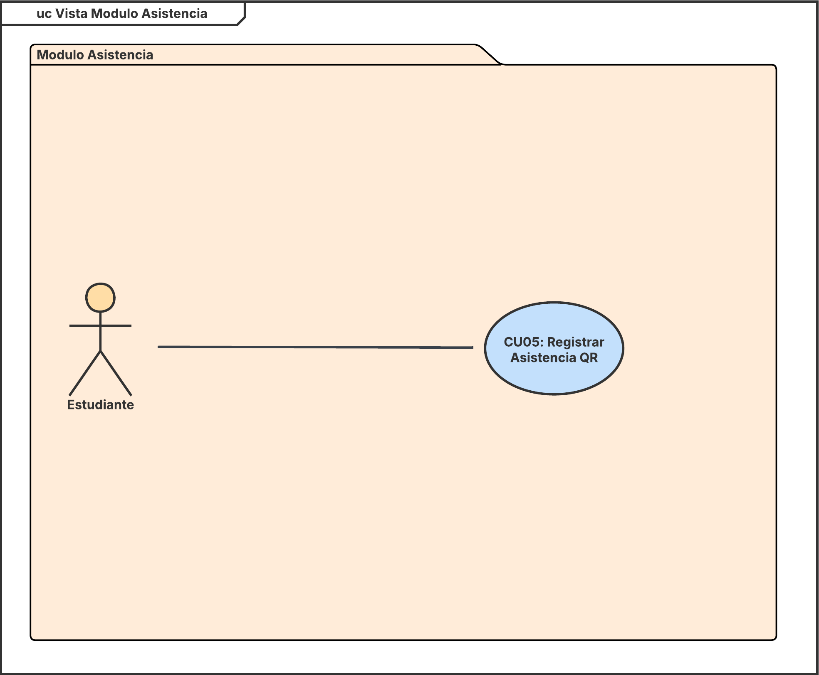 uc Vista Modulo Asistencia
Modulo Asistencia
CU05: Registrar
Asistencia QR
Estudiante